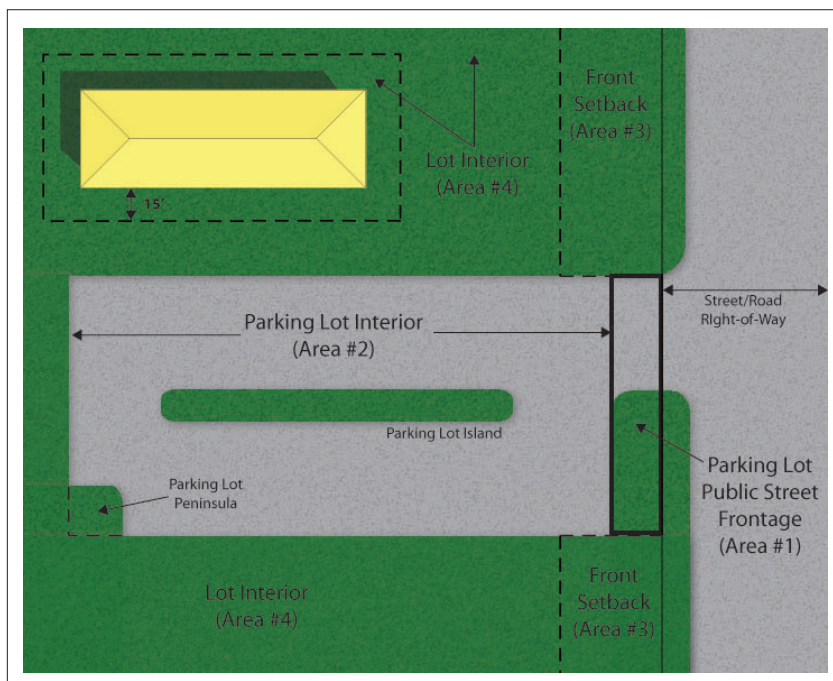 Front
Setback
(Area #3)
Lot Interior
(Area #4)
15'
Street/Road
RIght-of-Way
Parking Lot Interior
(Area #2)
Parking Lot Island
Parking Lot
Public Street
Frontage
(Area #1)
Parking Lot
Peninsula
Lot Interior
(Area #4)
Front
Setback
(Area #3)